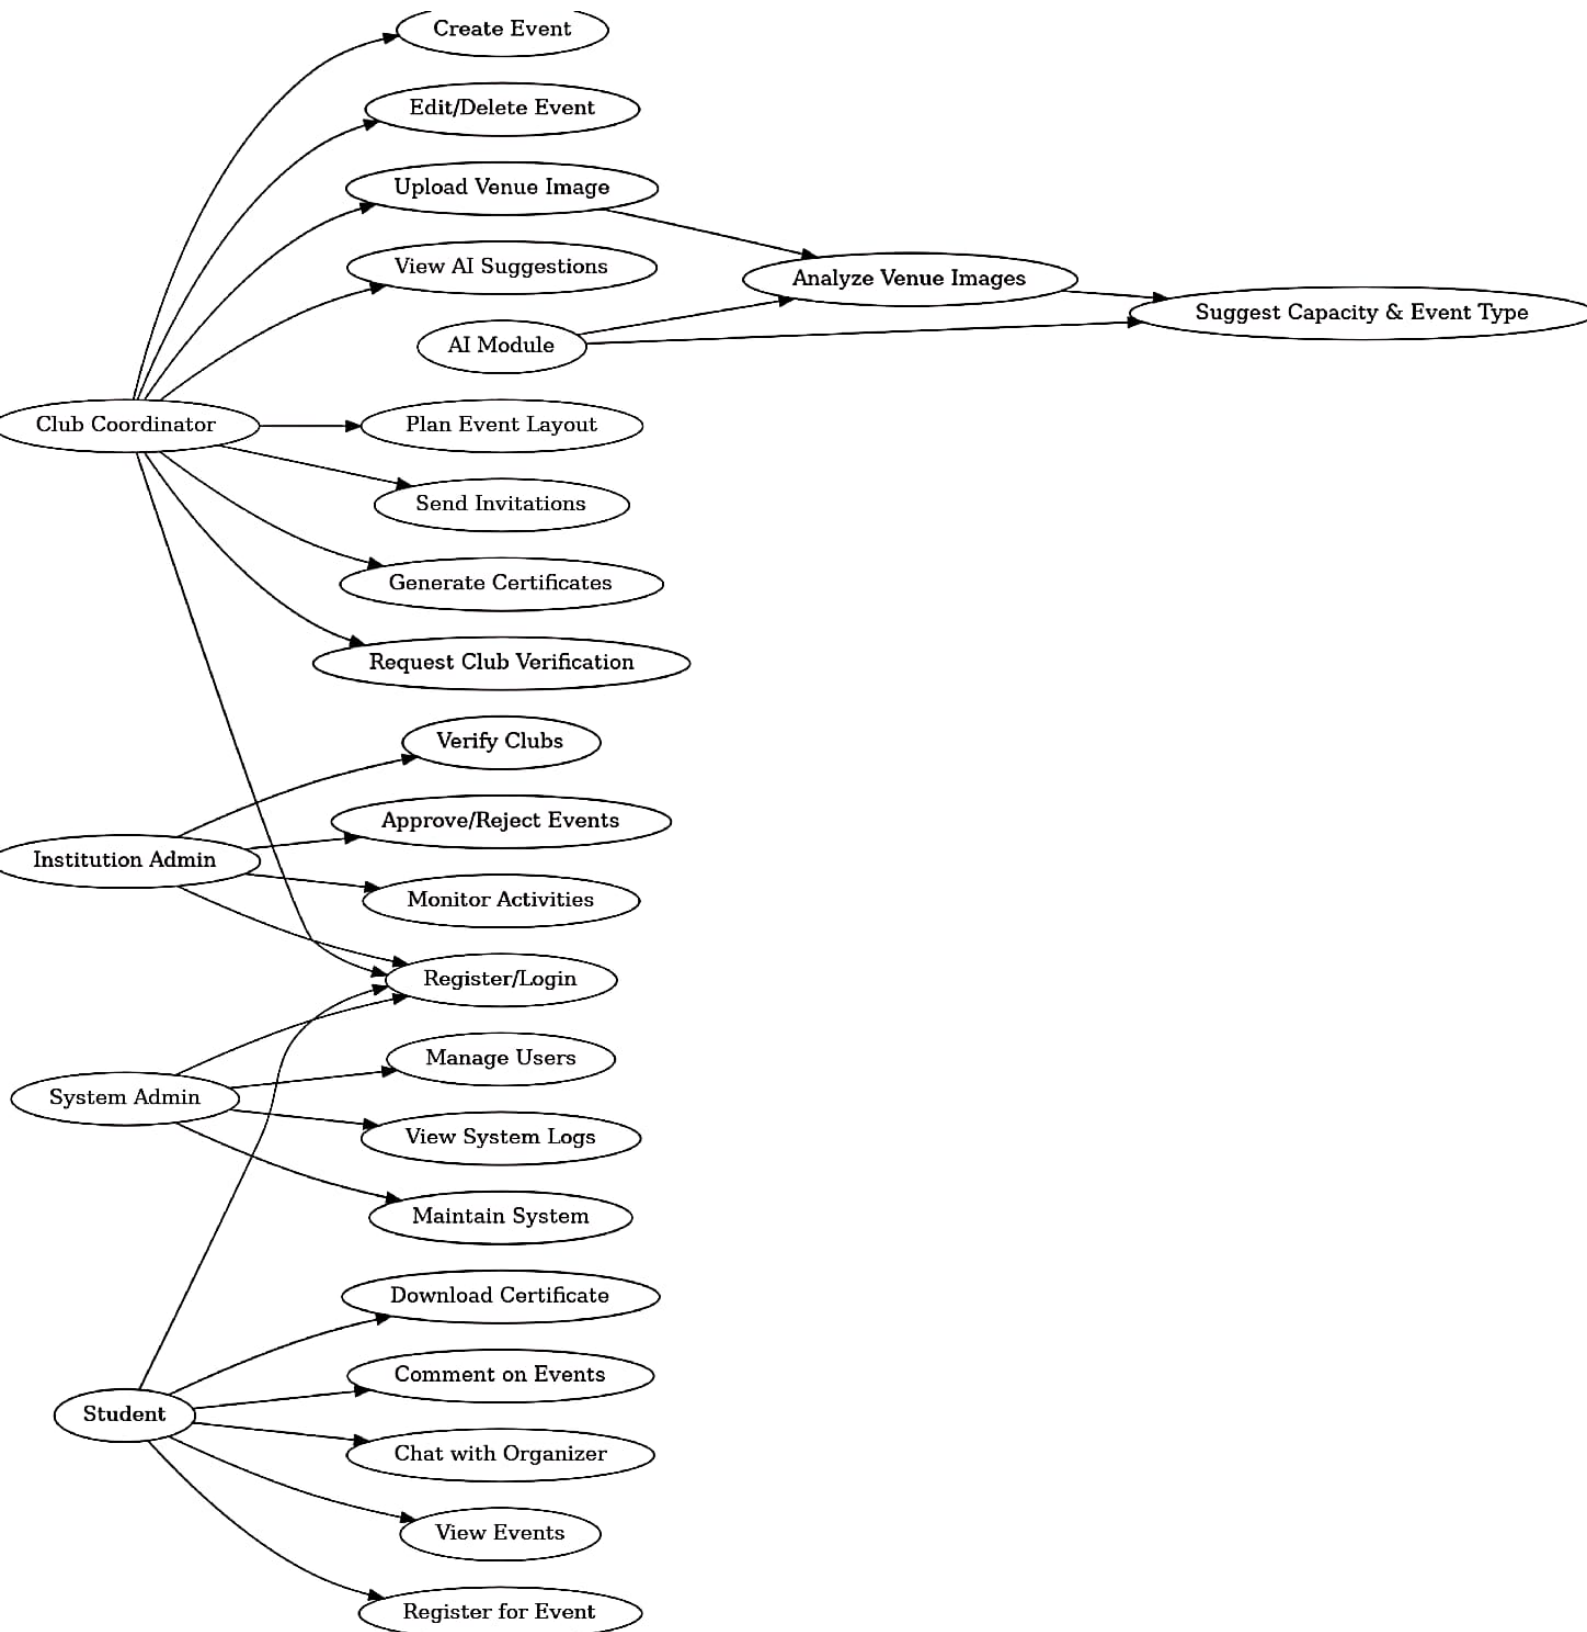 Create Event
Edit/Delete Event
Upload Venue Image
View AI Suggestions
Analyze Venue Images
Suggest Capacity & Event Type
AI Module
Club Coordinator
Plan Event Layout
Send Invitations
Generate Certificates
Request Club Verification
Verify Clubs
Approve/Reject Events
Institution Admin
Monitor Activities
Register/Login
Manage Users
System Admin
View System Logs
Maintain System
Download Certificate
Comment on Events
Student
Chat with Organizer
View Events
Register for Event